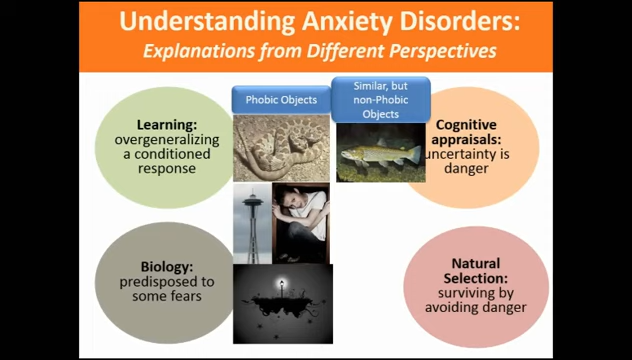 Understanding Anxiety Disorders:
Explanations from Different Perspectives
Phobic Objects
Similar, but
non-Phobic
Objects
Learning:
overgeneralizing
a conditioned
response
Cognitive
appraisals:
uncertainty is
danger
Biology:
predisposed to
some fears
Natural
Selection:
surviving by
avoiding danger